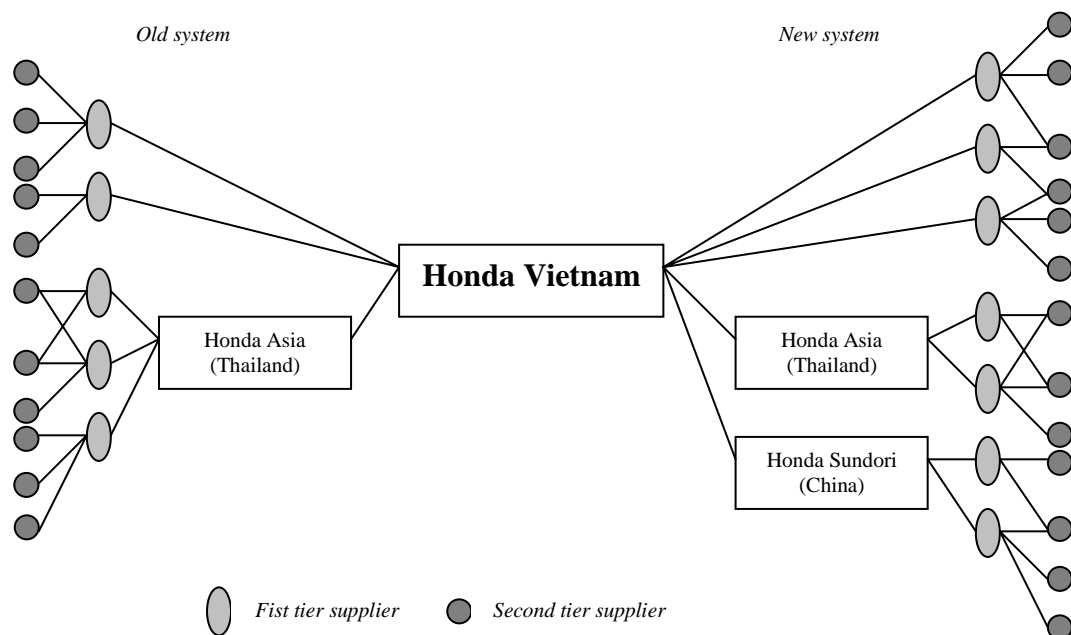 Old system
New system
Honda Vietnam
Honda Asia
(Thailand)
Honda Asia
(Thailand)
Honda Sundori
(China)
Fist tier supplier
Second tier supplier